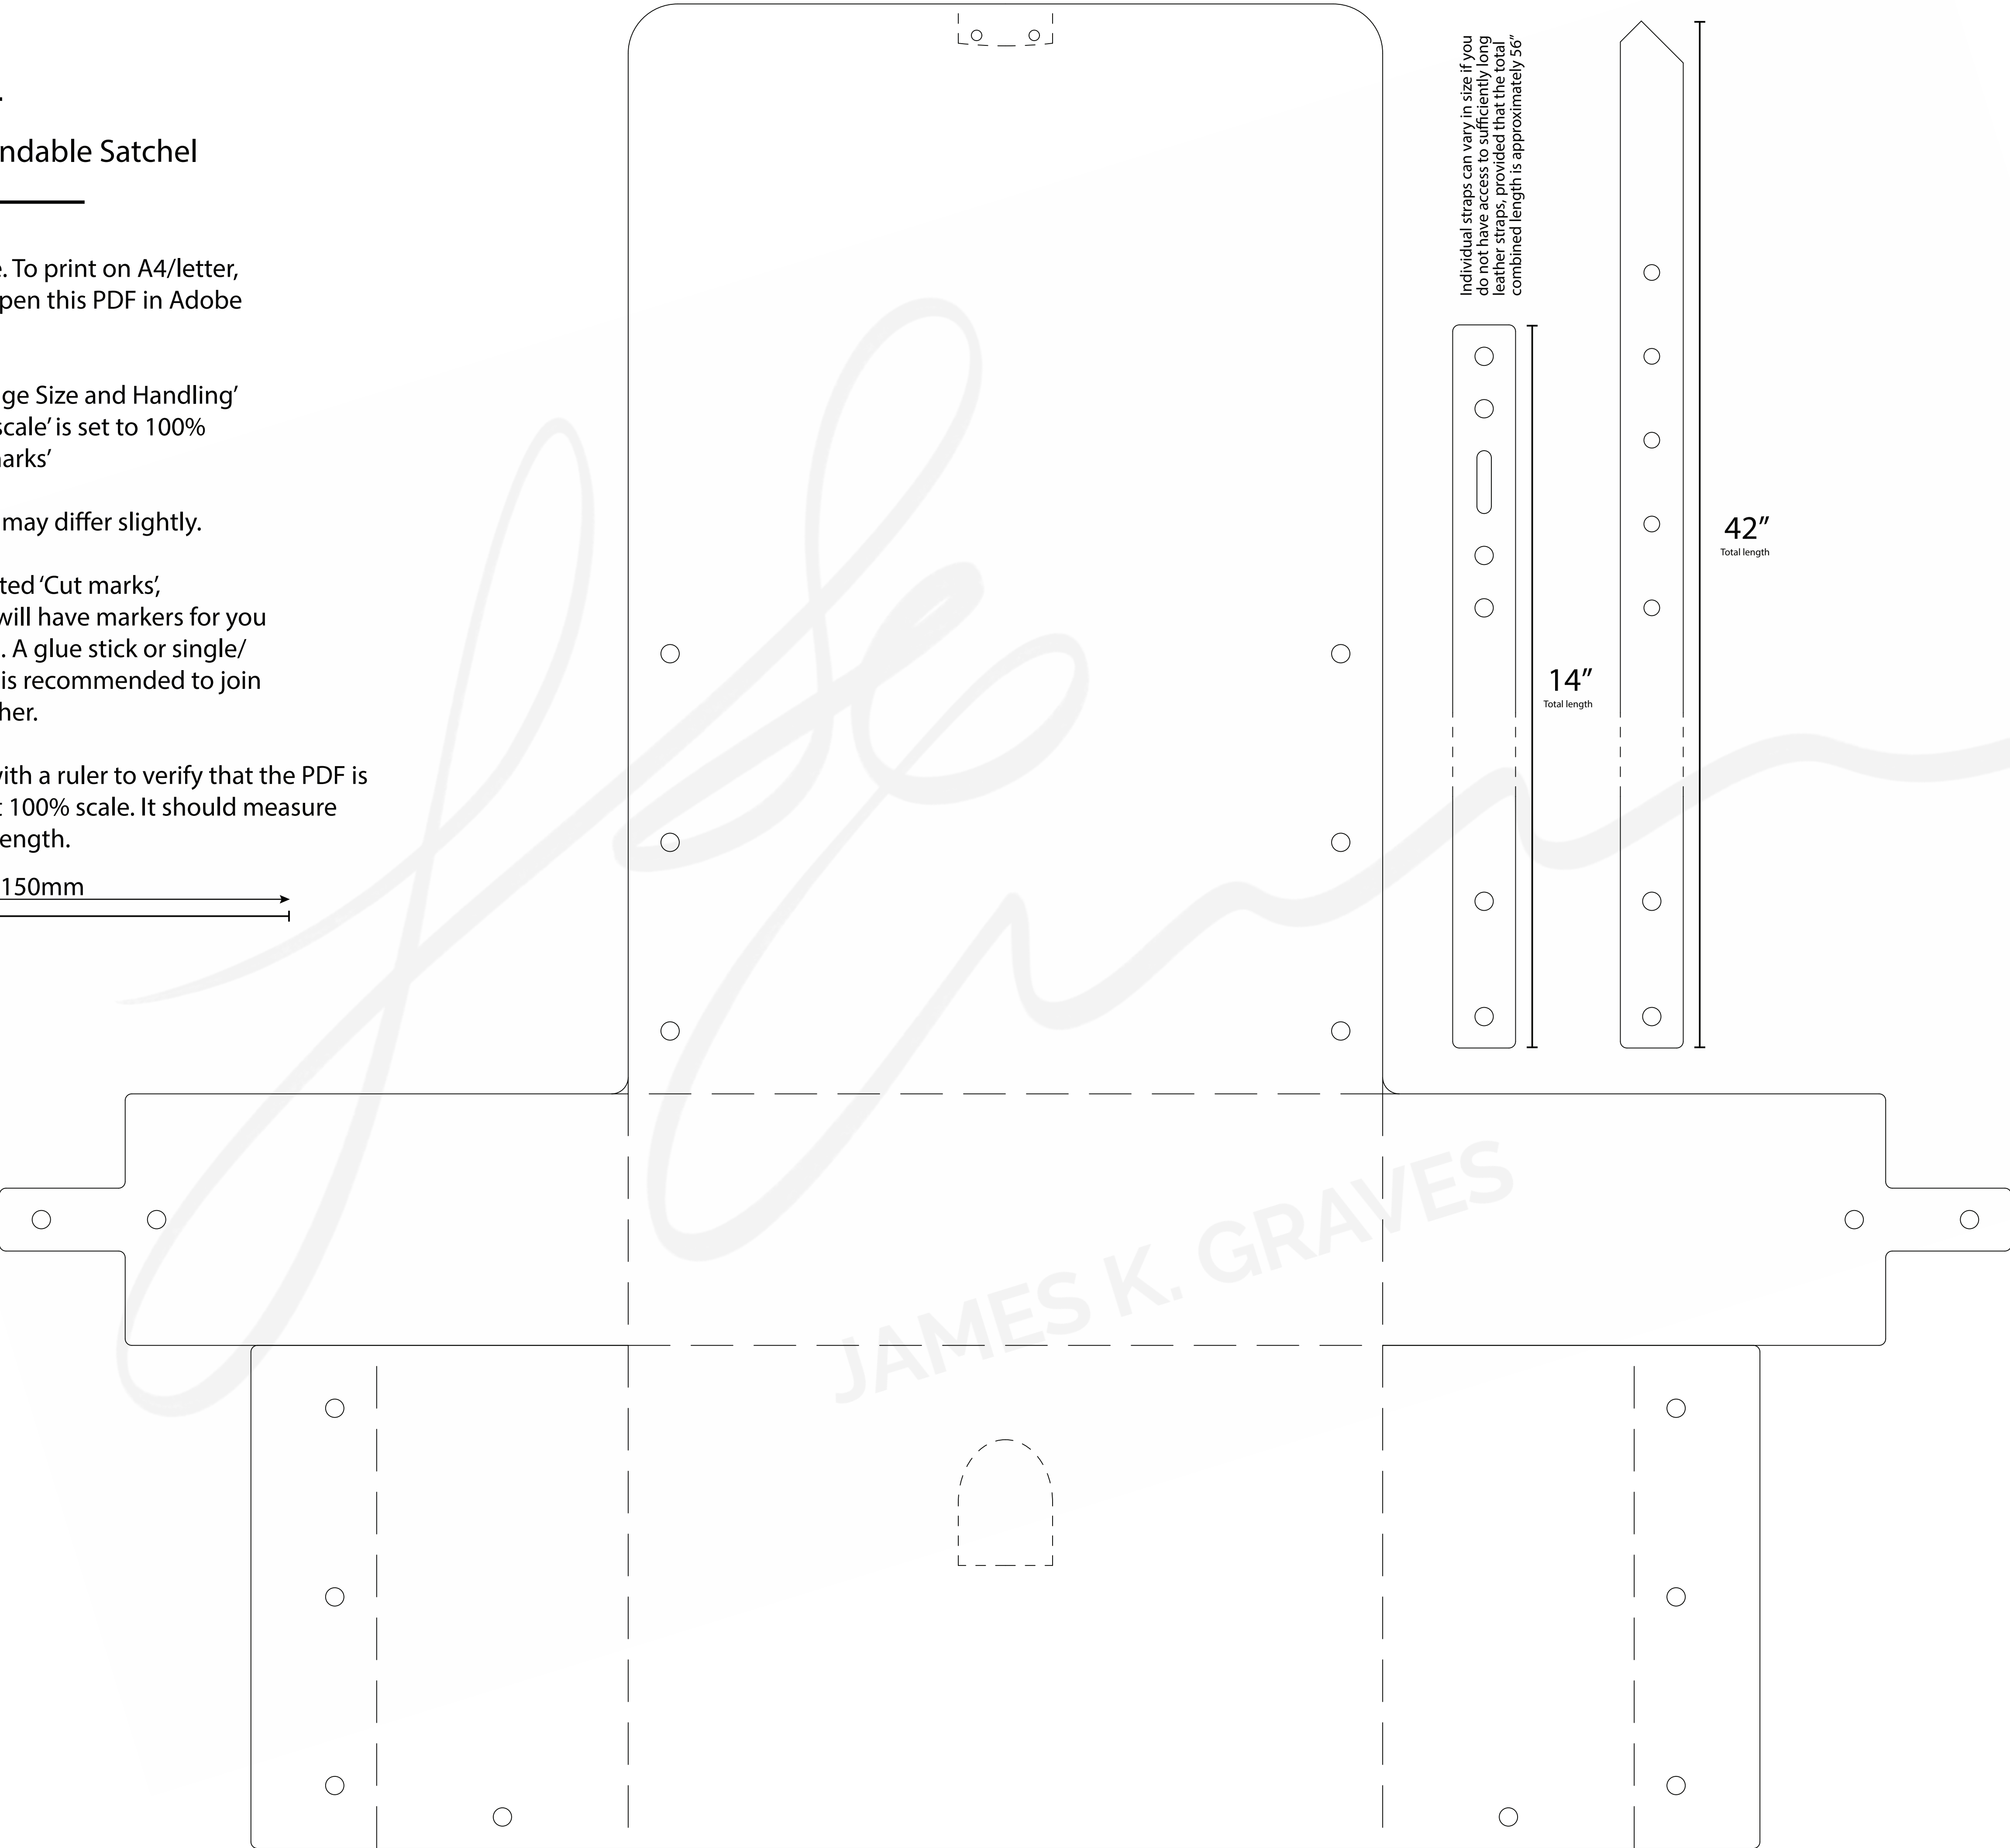 ndable Satchel
e. To print on A4/letter,
pen this PDF in Adobe
ge Size and Handling’
scale’ is set to 100%
arks’
may differ slightly.
ted ‘Cut marks’,
will have markers for you
. A glue stick or single/
is recommended to join
her.
with a ruler to verify that the PDF is
t 100% scale. It should measure
ength.
150mm
Individual straps can vary in size if you
do not have access to sufficiently long
leather straps, provided that the total
combined length is approximately 56”
14”
Total length
42”
Total length
JAMES K. GRAVES